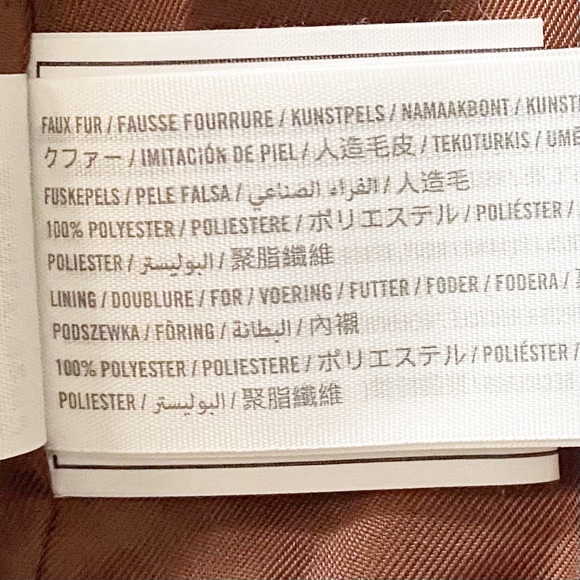 FAUX FUR / FAUSSE FOURRURE / KUNSTPELS / NAMAAKBONT / KUNST
クファー / IMITACIÓN DE PIEL / 人造毛皮 / TEKOTURKIS / UMĚ
FUSKEPELS / PELE FALSA / الفراء الصناعي / 人造毛
100% POLYESTER / POLIESTERE / ポリエステル / POLIÉSTER /
POLIESTER / البوليستر / 聚脂纖維
LINING / DOUBLURE / FOR / VOERING / FUTTER / FODER / FODERA /
PODSZEWKA / FÔRING / البطانة / 內襯
100% POLYESTER / POLIESTERE / ポリエステル / POLIÉSTER /
POLIESTER / البوليستر / 聚脂纖維